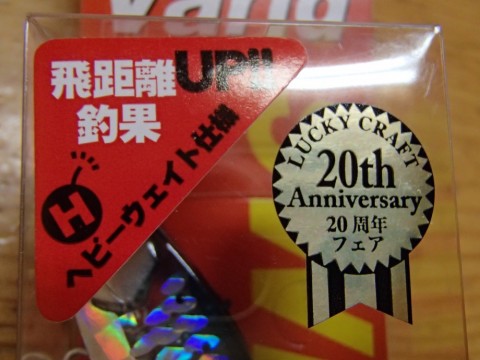 Vario
飛距離UP!!
釣果
H
ヘビーウェイト仕様
LUCKY CRAFT
20th
Anniversary
20周年
フェア